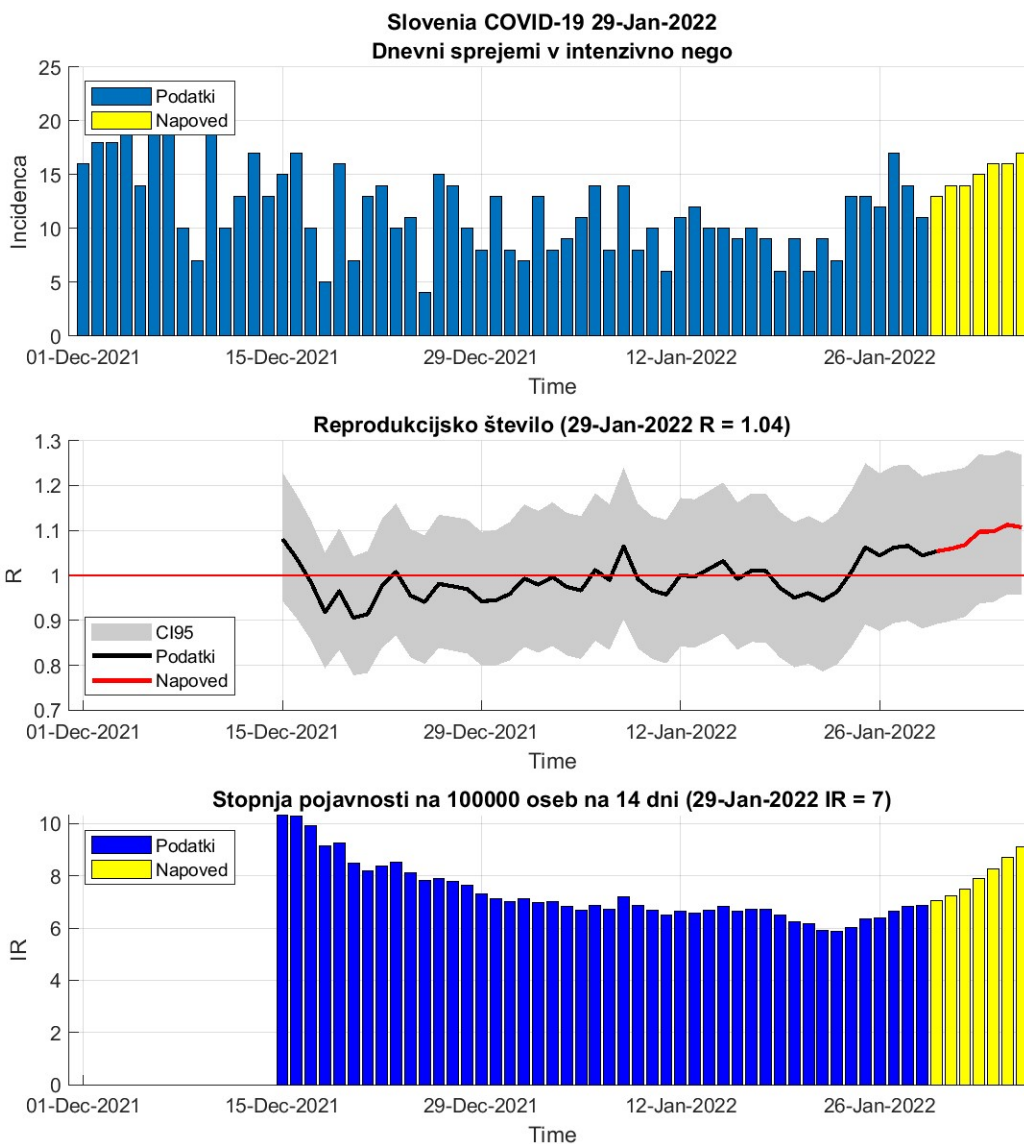 Slovenia COVID-19 29-Jan-2022
Dnevni sprejemi v intenzivno nego
25
20
15
10
5
0
Incidenca
Podatki
Napoved
01-Dec-2021 15-Dec-2021 29-Dec-2021 12-Jan-2022 26-Jan-2022
Time
Reprodukcijsko število (29-Jan-2022 R = 1.04)
1.3
1.2
1.1
1
0.9
0.8
0.7
R
CI95
Podatki
Napoved
01-Dec-2021 15-Dec-2021 29-Dec-2021 12-Jan-2022 26-Jan-2022
Time
Stopnja pojavnosti na 100000 oseb na 14 dni (29-Jan-2022 IR = 7)
10
8
6
4
2
0
IR
Podatki
Napoved
01-Dec-2021 15-Dec-2021 29-Dec-2021 12-Jan-2022 26-Jan-2022
Time